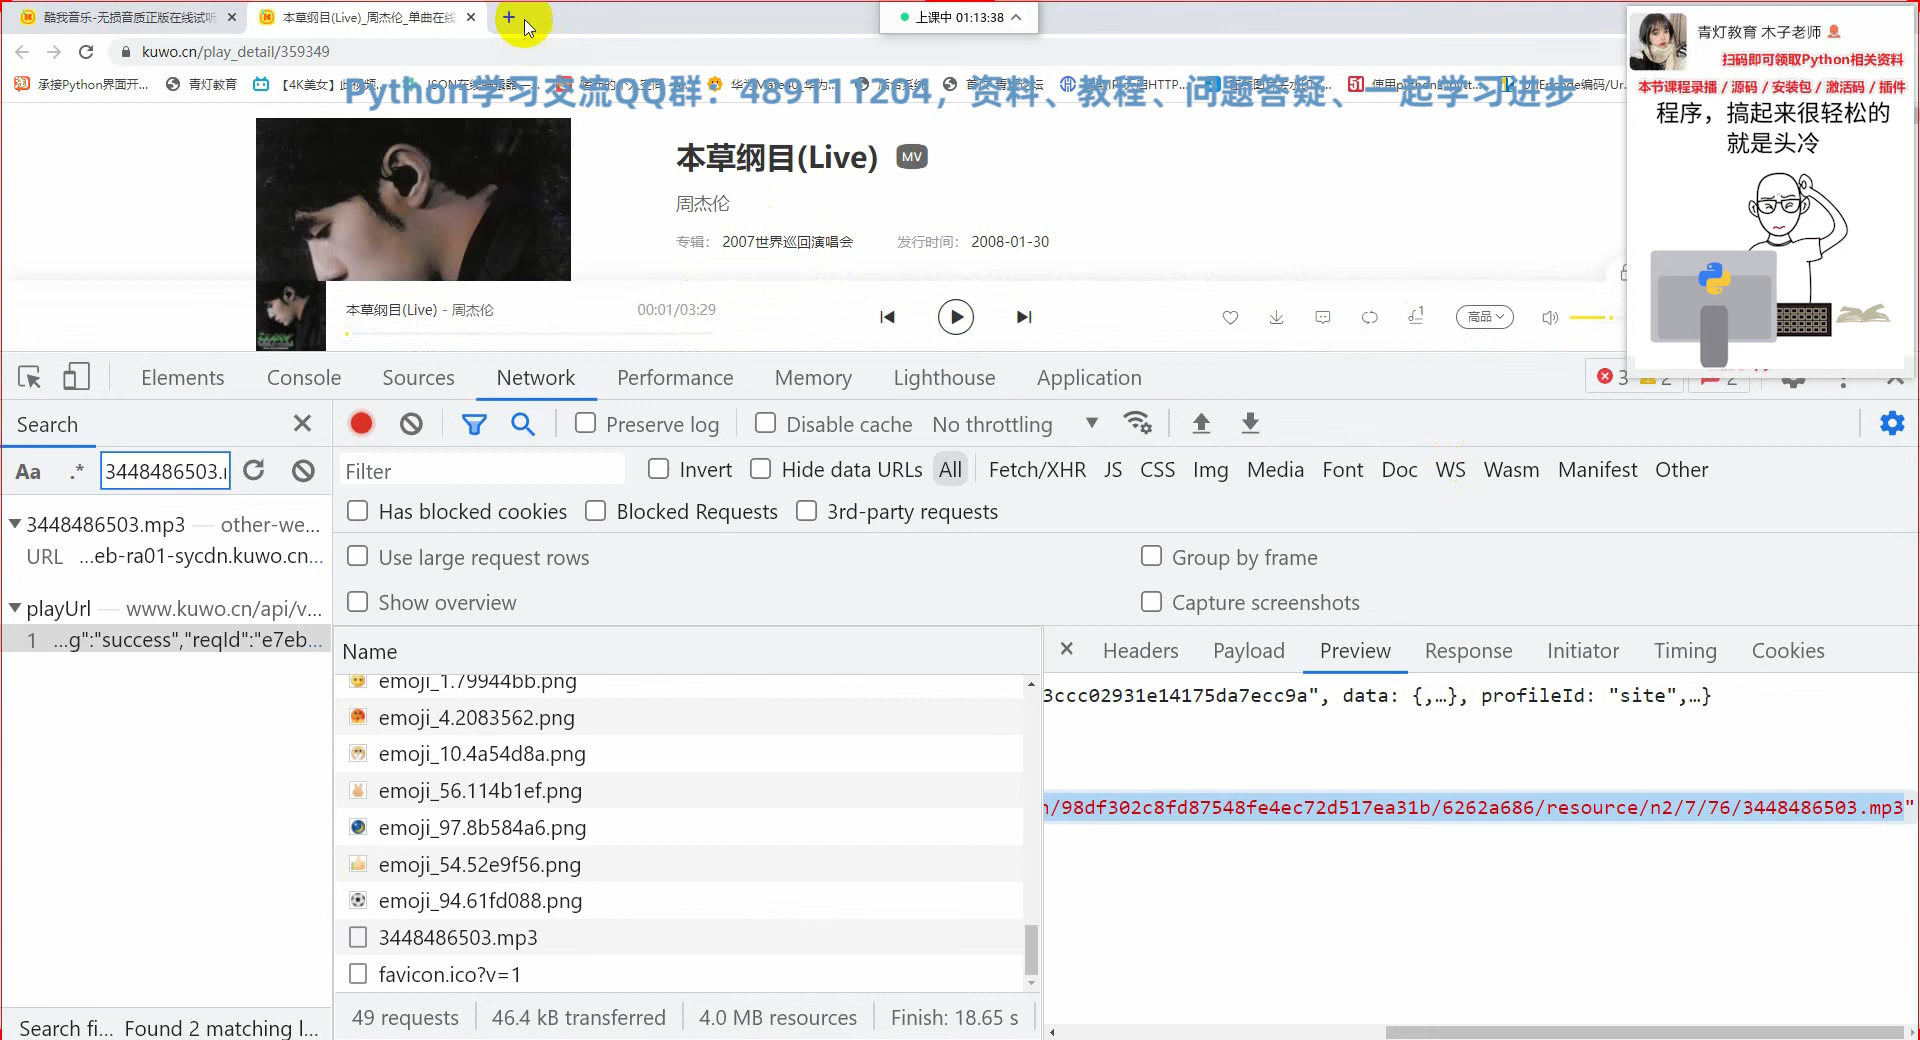 酷我音乐-无损音质正版在线试听
本草纲目(Live)_周杰伦_单曲在线
上课中 01:13:38
kuwo.cn/play_detail/359349
承接Python界面开...
青灯教育
【4K美女】
Python学习交流QQ群：489111204，资料、教程、问题答疑、一起学习进步
青灯教育 木子老师
扫码即可领取Python相关资料
本节课程录播 / 源码 / 安装包 / 激活码 / 插件
程序，搞起来很轻松的
就是头冷
本草纲目(Live) MV
周杰伦
专辑： 2007世界巡回演唱会 发行时间： 2008-01-30
本草纲目(Live) - 周杰伦
00:01/03:29
高品
Elements Console Sources Network Performance Memory Lighthouse Application
3 2 2
Search
Preserve log Disable cache No throttling
Aa .* 3448486503.
Filter
Invert Hide data URLs All Fetch/XHR JS CSS Img Media Font Doc WS Wasm Manifest Other
Has blocked cookies Blocked Requests 3rd-party requests
Use large request rows Group by frame
Show overview Capture screenshots
3448486503.mp3 — other-we...
URL ...eb-ra01-sycdn.kuwo.cn...
playUrl — www.kuwo.cn/api/v...
1 ...g":"success","reqId":"e7eb...
Name
emoji_1.79944bb.png
emoji_4.2083562.png
emoji_10.4a54d8a.png
emoji_56.114b1ef.png
emoji_97.8b584a6.png
emoji_54.52e9f56.png
emoji_94.61fd088.png
3448486503.mp3
favicon.ico?v=1
Headers Payload Preview Response Initiator Timing Cookies
3ccc02931e14175da7ecc9a", data: {,…}, profileId: "site",…}
/98df302c8fd87548fe4ec72d517ea31b/6262a686/resource/n2/7/76/3448486503.mp3"
49 requests 46.4 kB transferred 4.0 MB resources Finish: 18.65 s
Search fi... Found 2 matching l...